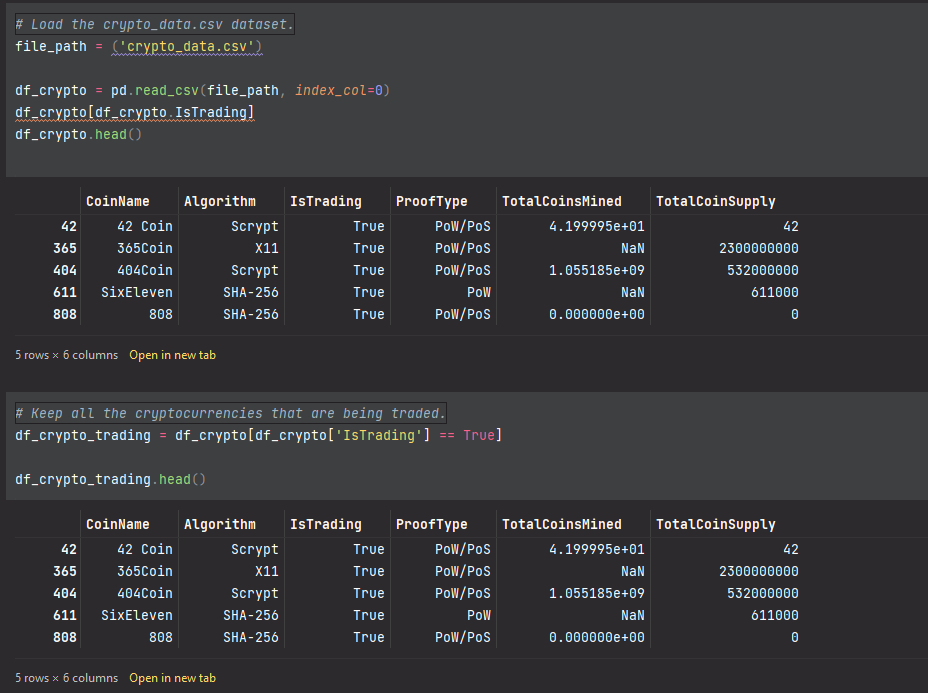 # Load the crypto_data.csv dataset.
file_path = ('crypto_data.csv')
df_crypto = pd.read_csv(file_path, index_col=0)
df_crypto[df_crypto.IsTrading]
df_crypto.head()
CoinName Algorithm IsTrading ProofType TotalCoinsMined TotalCoinSupply
42 42 Coin Scrypt True PoW/PoS 4.199995e+01 42
365 365Coin X11 True PoW/PoS NaN 2300000000
404 404Coin Scrypt True PoW/PoS 1.055185e+09 532000000
611 SixEleven SHA-256 True PoW NaN 611000
808 808 SHA-256 True PoW/PoS 0.000000e+00 0
5 rows × 6 columns Open in new tab
# Keep all the cryptocurrencies that are being traded.
df_crypto_trading = df_crypto[df_crypto['IsTrading'] == True]
df_crypto_trading.head()
CoinName Algorithm IsTrading ProofType TotalCoinsMined TotalCoinSupply
42 42 Coin Scrypt True PoW/PoS 4.199995e+01 42
365 365Coin X11 True PoW/PoS NaN 2300000000
404 404Coin Scrypt True PoW/PoS 1.055185e+09 532000000
611 SixEleven SHA-256 True PoW NaN 611000
808 808 SHA-256 True PoW/PoS 0.000000e+00 0
5 rows × 6 columns Open in new tab